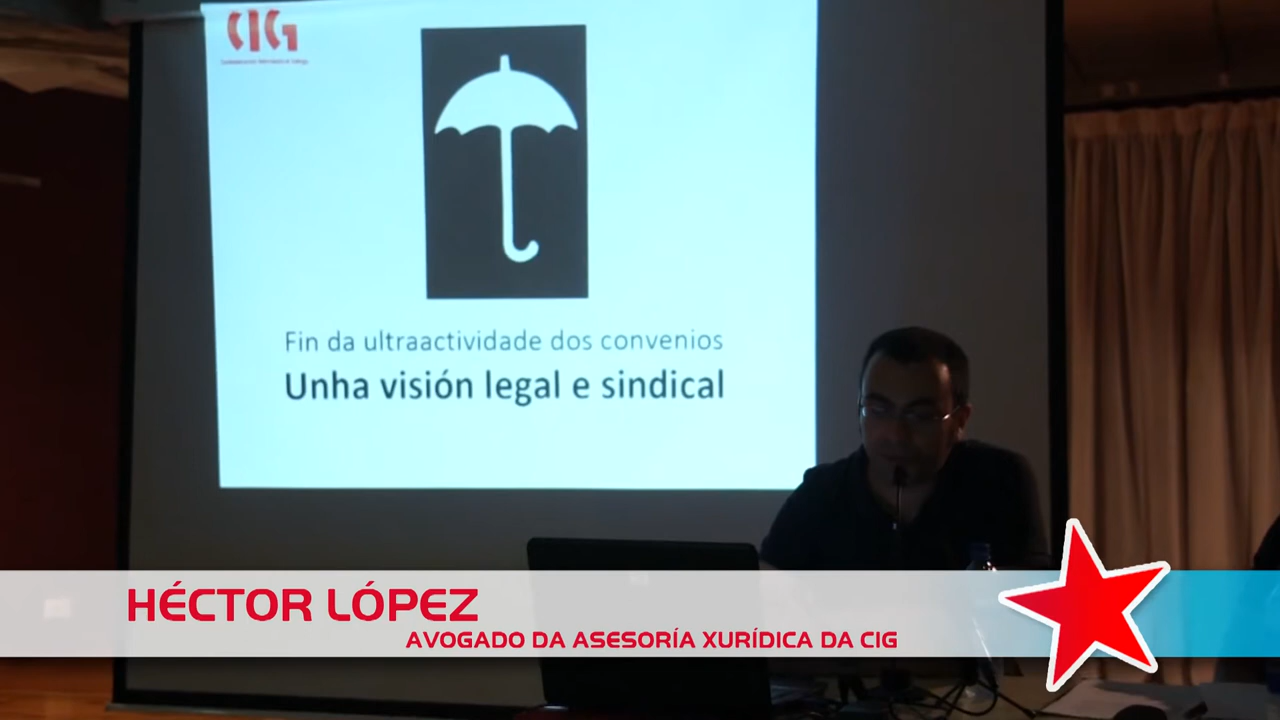 CIG
Fin da ultraactividade dos convenios
Unha visión legal e sindical
HÉCTOR LÓPEZ
AVOGADO DA ASESORÍA XURÍDICA DA CIG